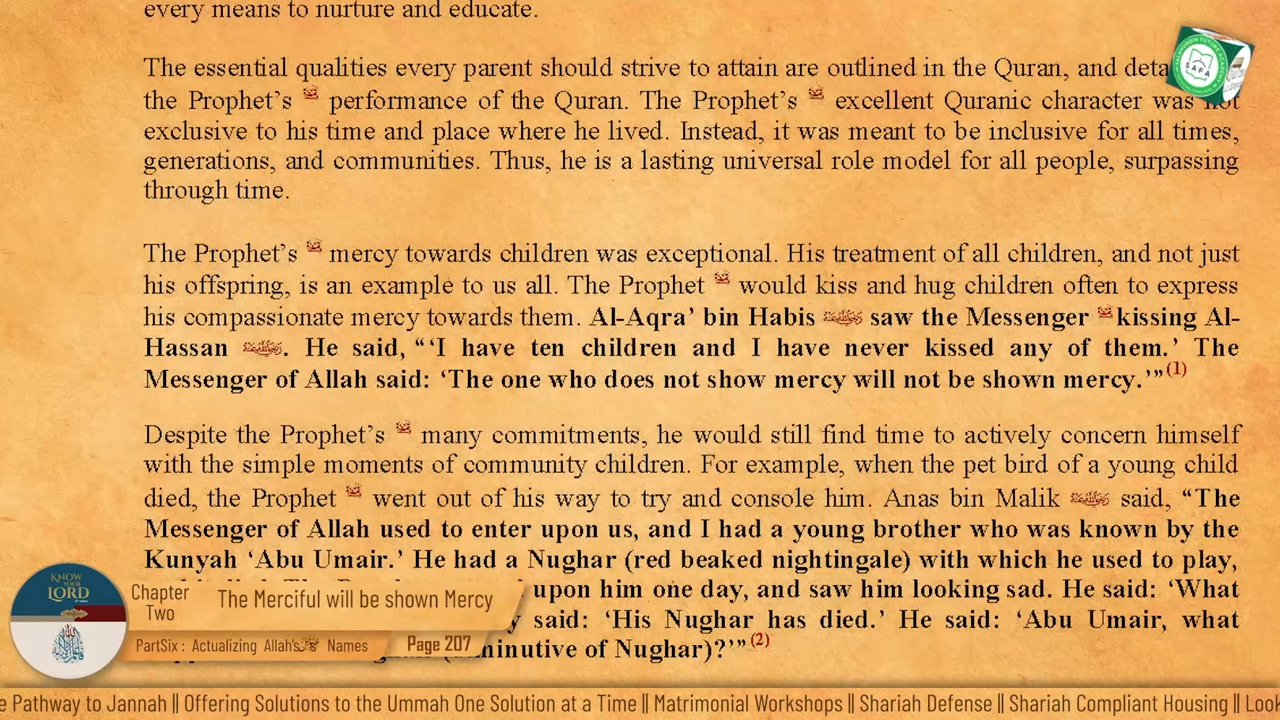 every means to nurture and educate.
The essential qualities every parent should strive to attain are outlined in the Quran, and
the Prophet's ﷺ performance of the Quran. The Prophet's ﷺ excellent Quranic character was not
exclusive to his time and place where he lived. Instead, it was meant to be inclusive for all times,
generations, and communities. Thus, he is a lasting universal role model for all people, surpassing
through time.
The Prophet's ﷺ mercy towards children was exceptional. His treatment of all children, and not just
his offspring, is an example to us all. The Prophet ﷺ would kiss and hug children often to express
his compassionate mercy towards them. Al-Aqra' bin Habis saw the Messenger ﷺ kissing Al-
Hassan . He said, "'I have ten children and I have never kissed any of them.' The
Messenger of Allah said: 'The one who does not show mercy will not be shown mercy.'"(1)
Despite the Prophet's ﷺ many commitments, he would still find time to actively concern himself
with the simple moments of community children. For example, when the pet bird of a young child
died, the Prophet ﷺ went out of his way to try and console him. Anas bin Malik said, "The
Messenger of Allah used to enter upon us, and I had a young brother who was known by the
Kunyah 'Abu Umair.' He had a Nughar (red beaked nightingale) with which he used to play,
upon him one day, and saw him looking sad. He said: 'What
said: 'His Nughar has died.' He said: 'Abu Umair, what
of Nughar)?'"(2)
KNOW
YOUR
LORD
Chapter
Two
The Merciful will be shown Mercy
PartSix : Actualizing Allah's Names
Page 207
Pathway to Jannah || Offering Solutions to the Ummah One Solution at a Time || Matrimonial Workshops || Shariah Defense || Shariah Compliant Housing ||